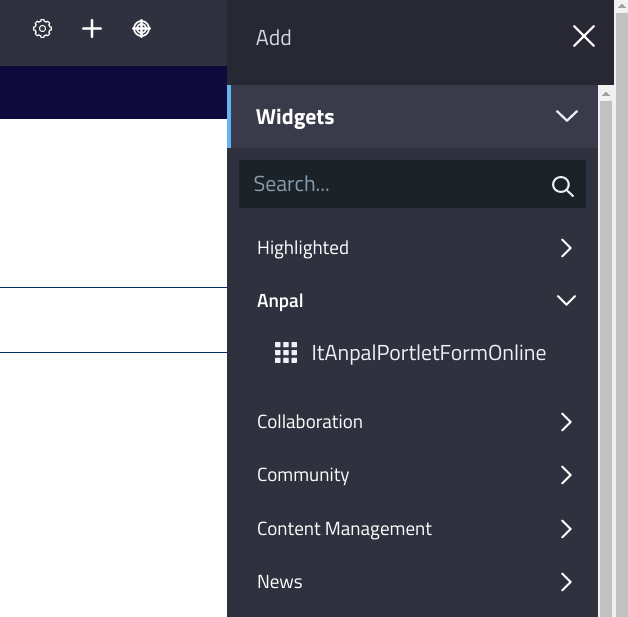 Add
Widgets
Search...
Highlighted
Anpal
ItAnpalPortletFormOnline
Collaboration
Community
Content Management
News